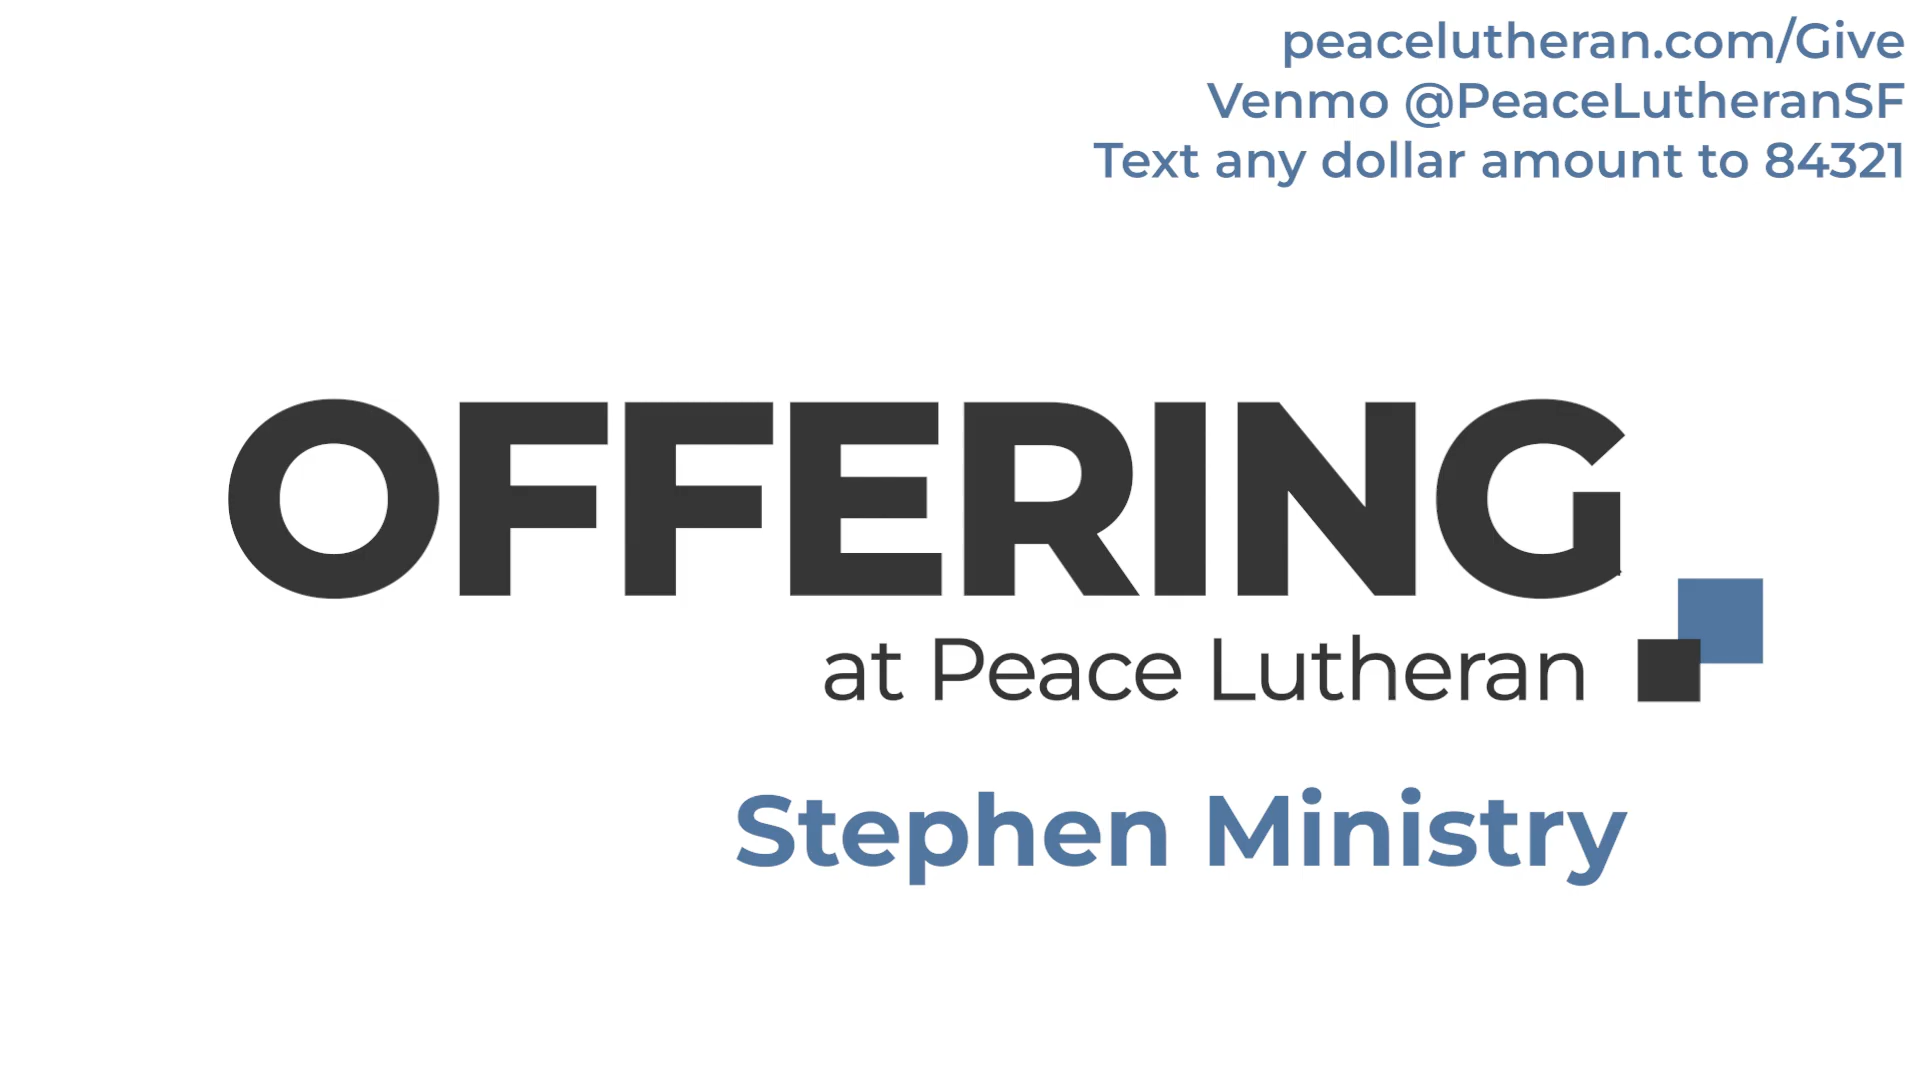 peacelutheran.com/Give
Venmo @PeaceLutheranSF
Text any dollar amount to 84321
OFFERING
at Peace Lutheran
Stephen Ministry